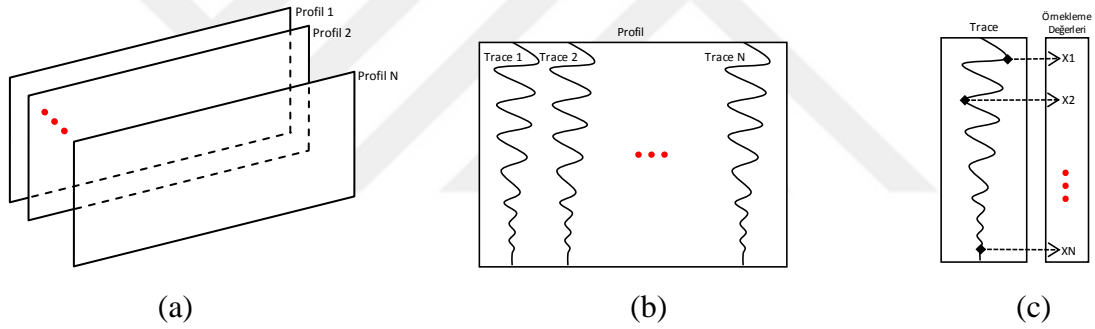 Profil 1
Profil 2
Profil N
(a)
Profil
Trace 1
Trace 2
Trace N
(b)
Trace
Örnekleme
Değerleri
X1
X2
XN
(c)